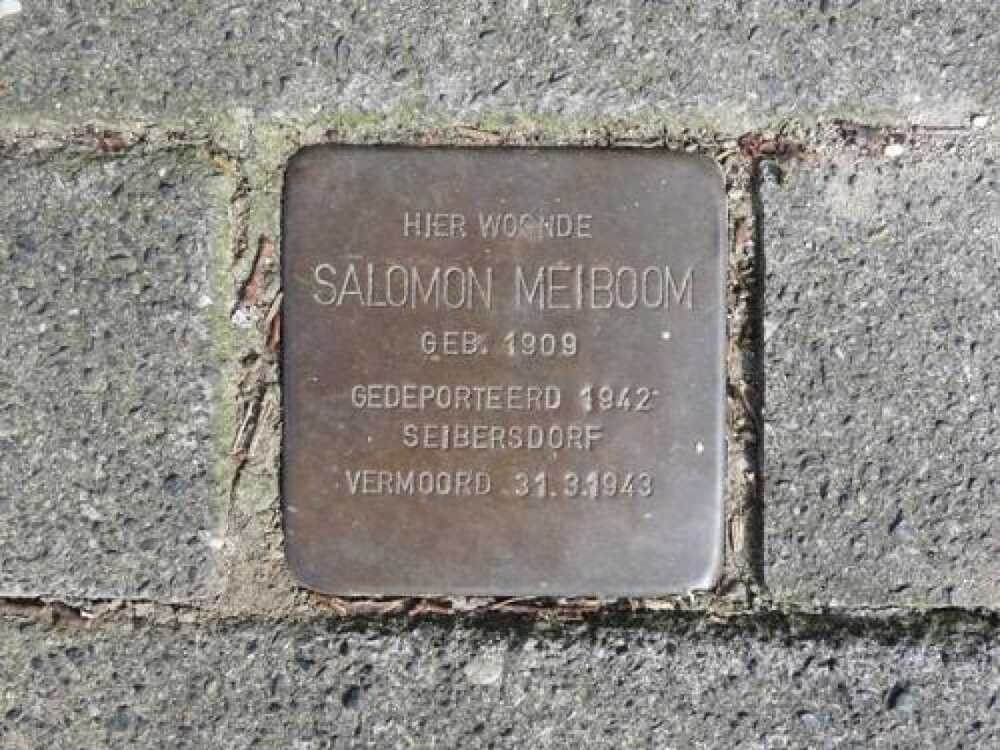 HIER WOONDE
SALOMON MEIBOOM
GEB. 1909
GEDEPORTEERD 1942
SEIBERSDORF
VERMOORD 31.3.1943